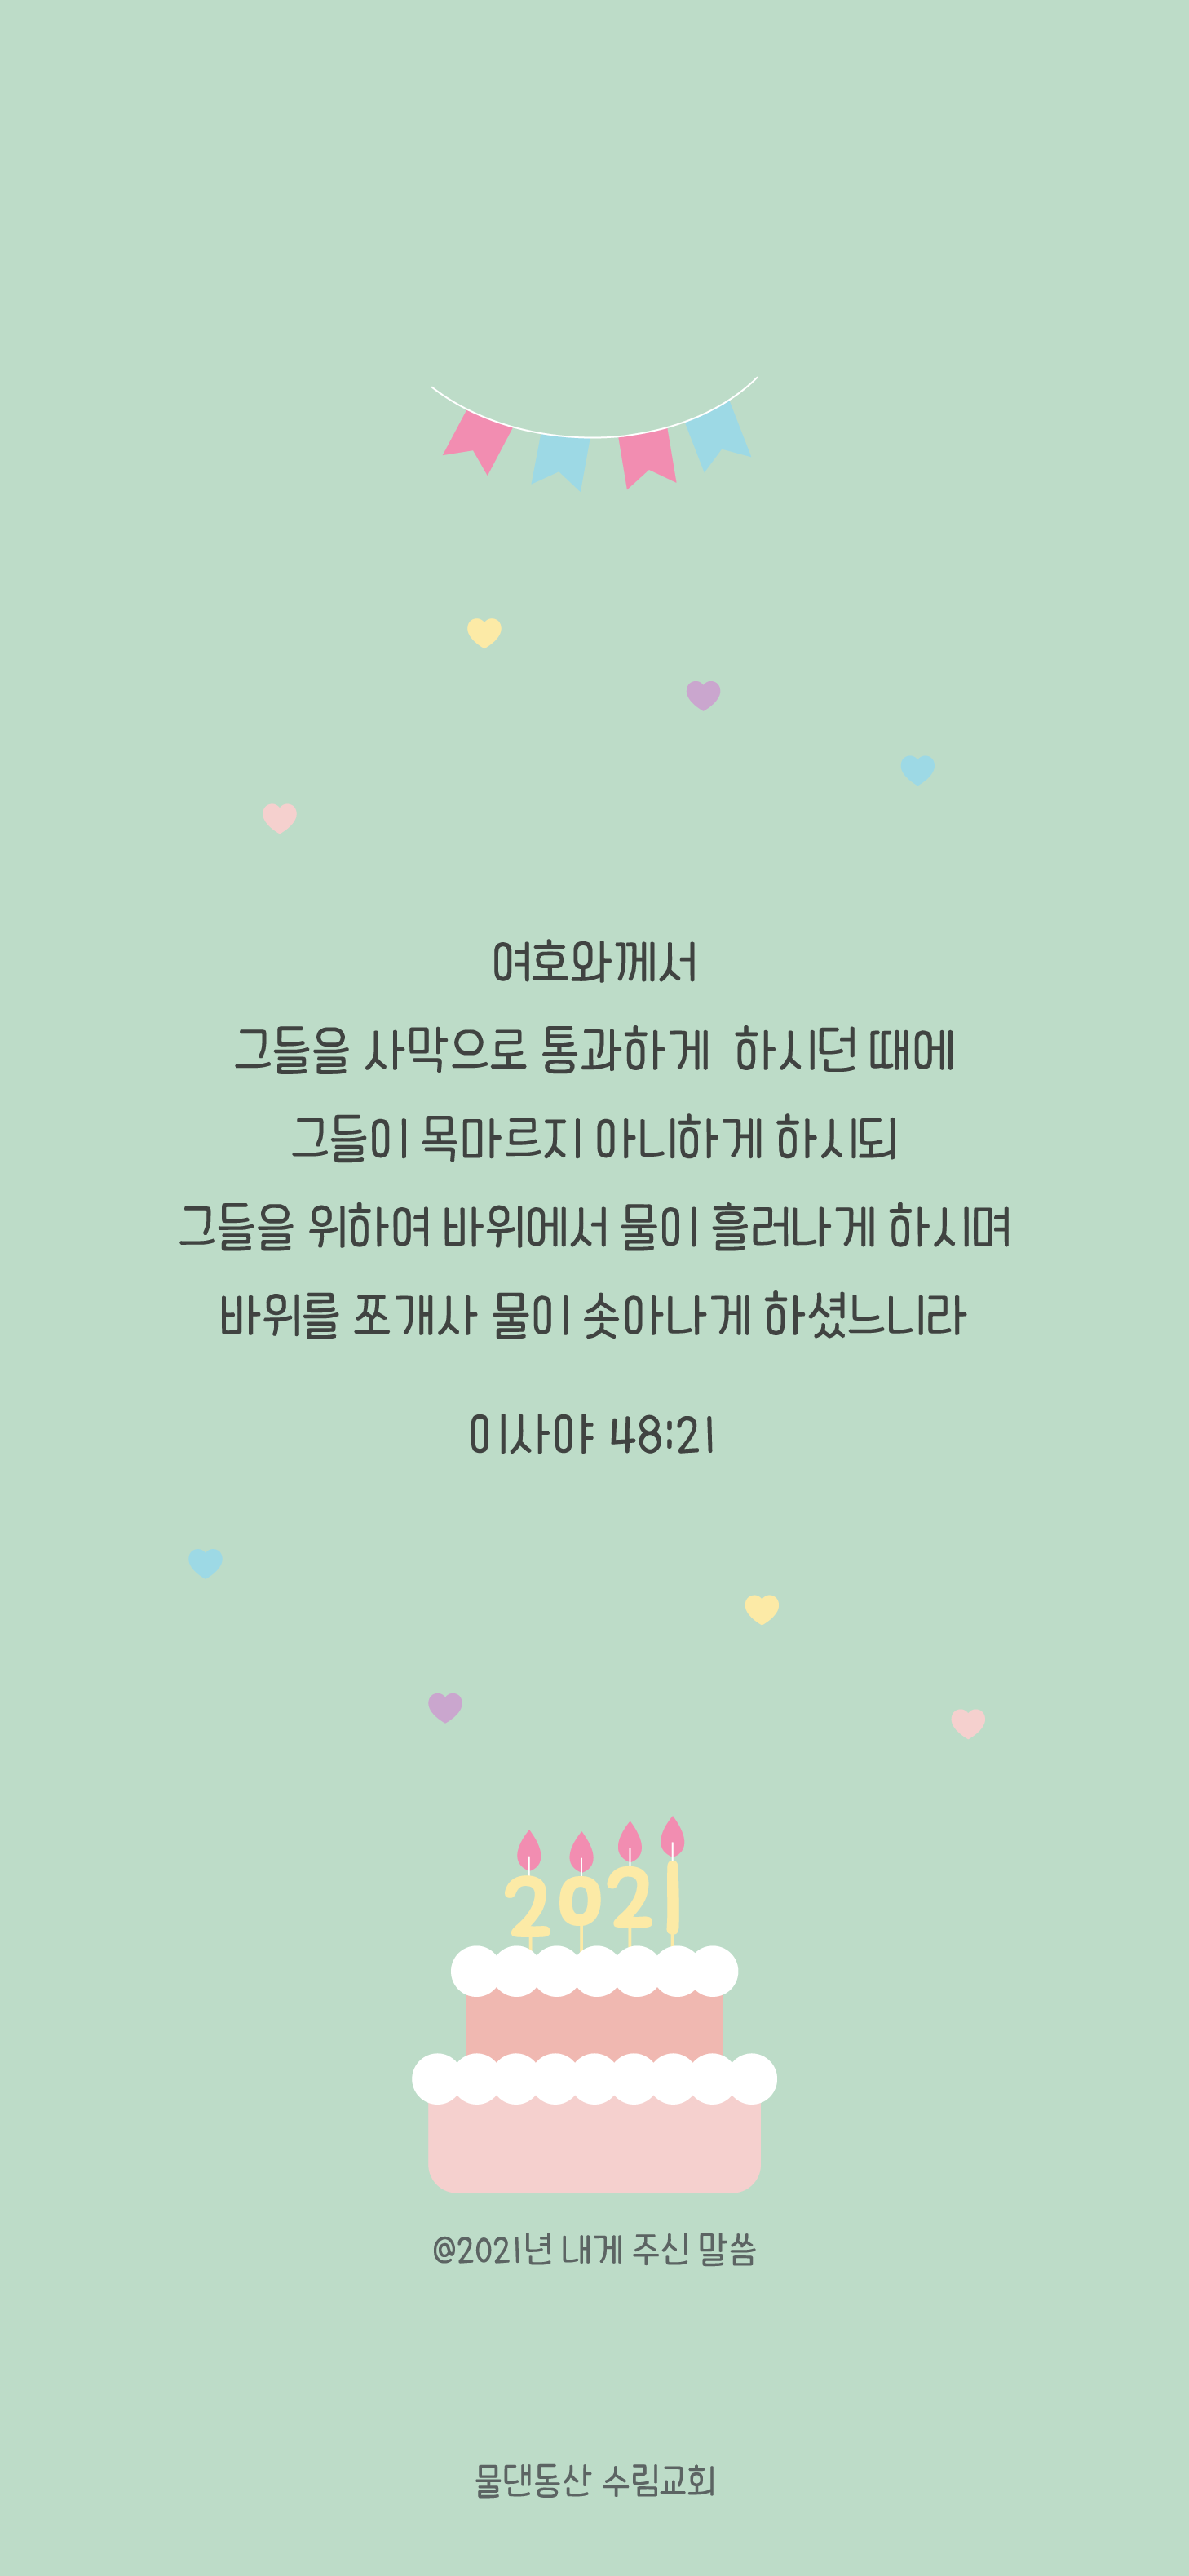 여호와께서
그들을 사막으로 통과하게 하시던 때에
그들이 목마르지 아니하게 하시되
그들을 위하여 바위에서 물이 흘러나게 하시며
바위를 쪼개사 물이 솟아나게 하셨느니라
이사야 48:21
2021
@2021년 내게 주신 말씀
물댄동산 수림교회